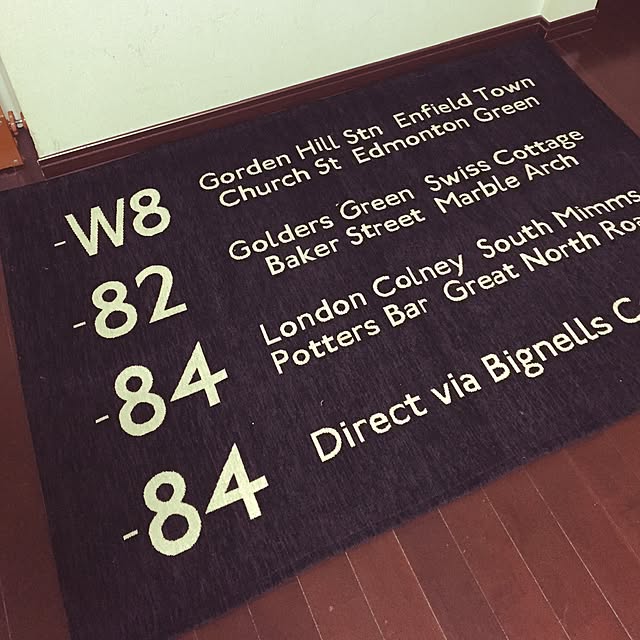 -W8 Gorden Hill Stn Enfield Town
Church St Edmonton Green
-82 Golders Green Swiss Cottage
Baker Street Marble Arch
-84 London Colney South Mimms
Potters Bar Great North
-84 Direct via Bignells